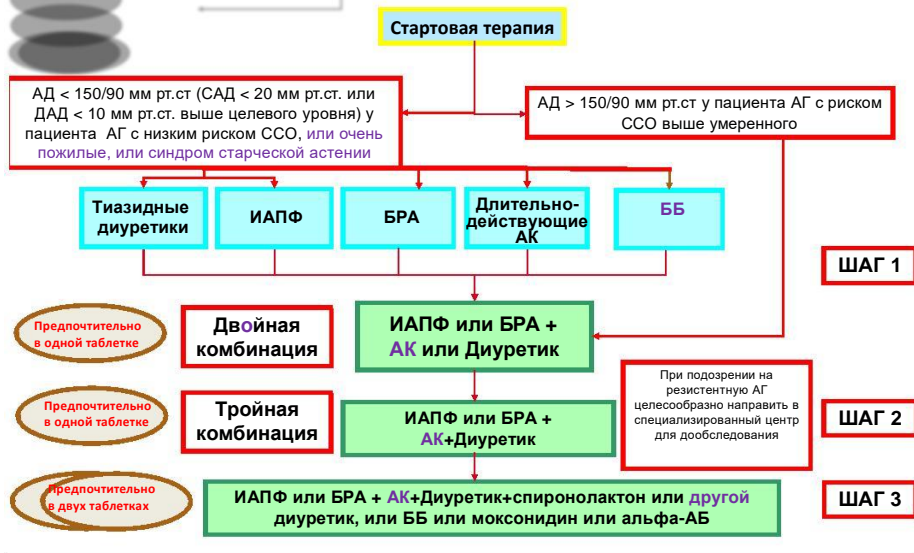 Стартовая терапия
АД < 150/90 мм рт.ст (САД < 20 мм рт.ст. или
ДАД < 10 мм рт.ст. выше целевого уровня) у
пациента АГ с низким риском ССО, или очень
пожилые, или синдром старческой астении
АД > 150/90 мм рт.ст у пациента АГ с риском
ССО выше умеренного
Тиазидные
диуретики
ИАПФ
БРА
Длительно-
действующие
АК
ББ
ШАГ 1
Предпочтительно
в одной таблетке
Двойная
комбинация
ИАПФ или БРА +
АК или Диуретик
При подозрении на
резистентную АГ
целесообразно направить в
специализированный центр
для дообследования
Предпочтительно
в одной таблетке
Тройная
комбинация
ИАПФ или БРА +
АК+Диуретик
ШАГ 2
Предпочтительно
в двух таблетках
ИАПФ или БРА + АК+Диуретик+спиронолактон или другой
диуретик, или ББ или моксонидин или альфа-АБ
ШАГ 3